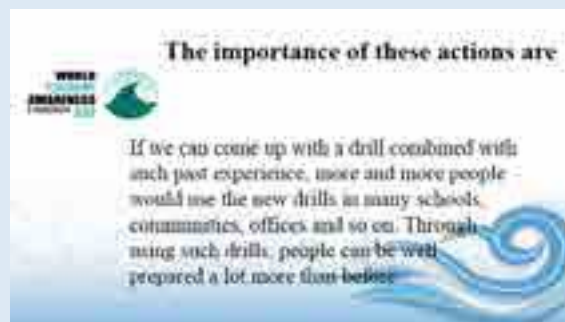 The importance of these actions are
WORLD
TSUNAMI
AWARENESS
DAY
If we can come up with a drill combined with
such past experience, more and more people
would use the new drills in many schools,
communities, offices and so on. Through
using such drills, people can be well
prepared a lot more than before